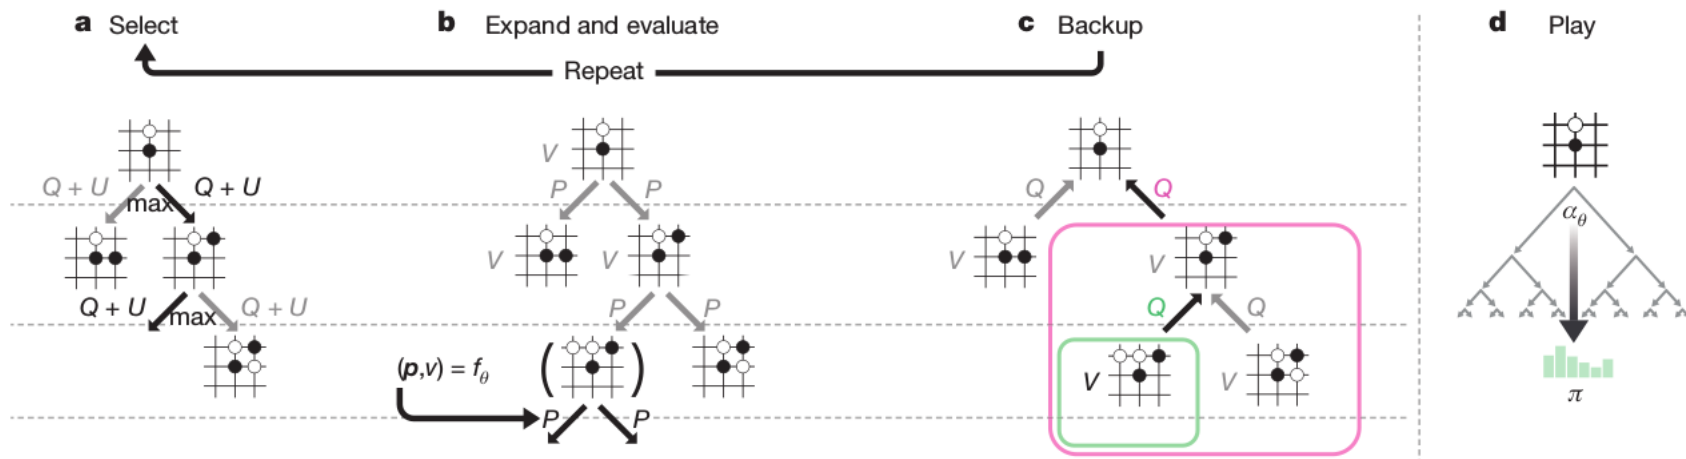 a Select
b Expand and evaluate
c Backup
d Play
Repeat
Q + U
max
Q + U
Q + U
max
Q + U
V
P
P
V
V
P
P
(p,v) = fθ
( )
P
P
Q
Q
V
V
Q
Q
V
V
αθ
π